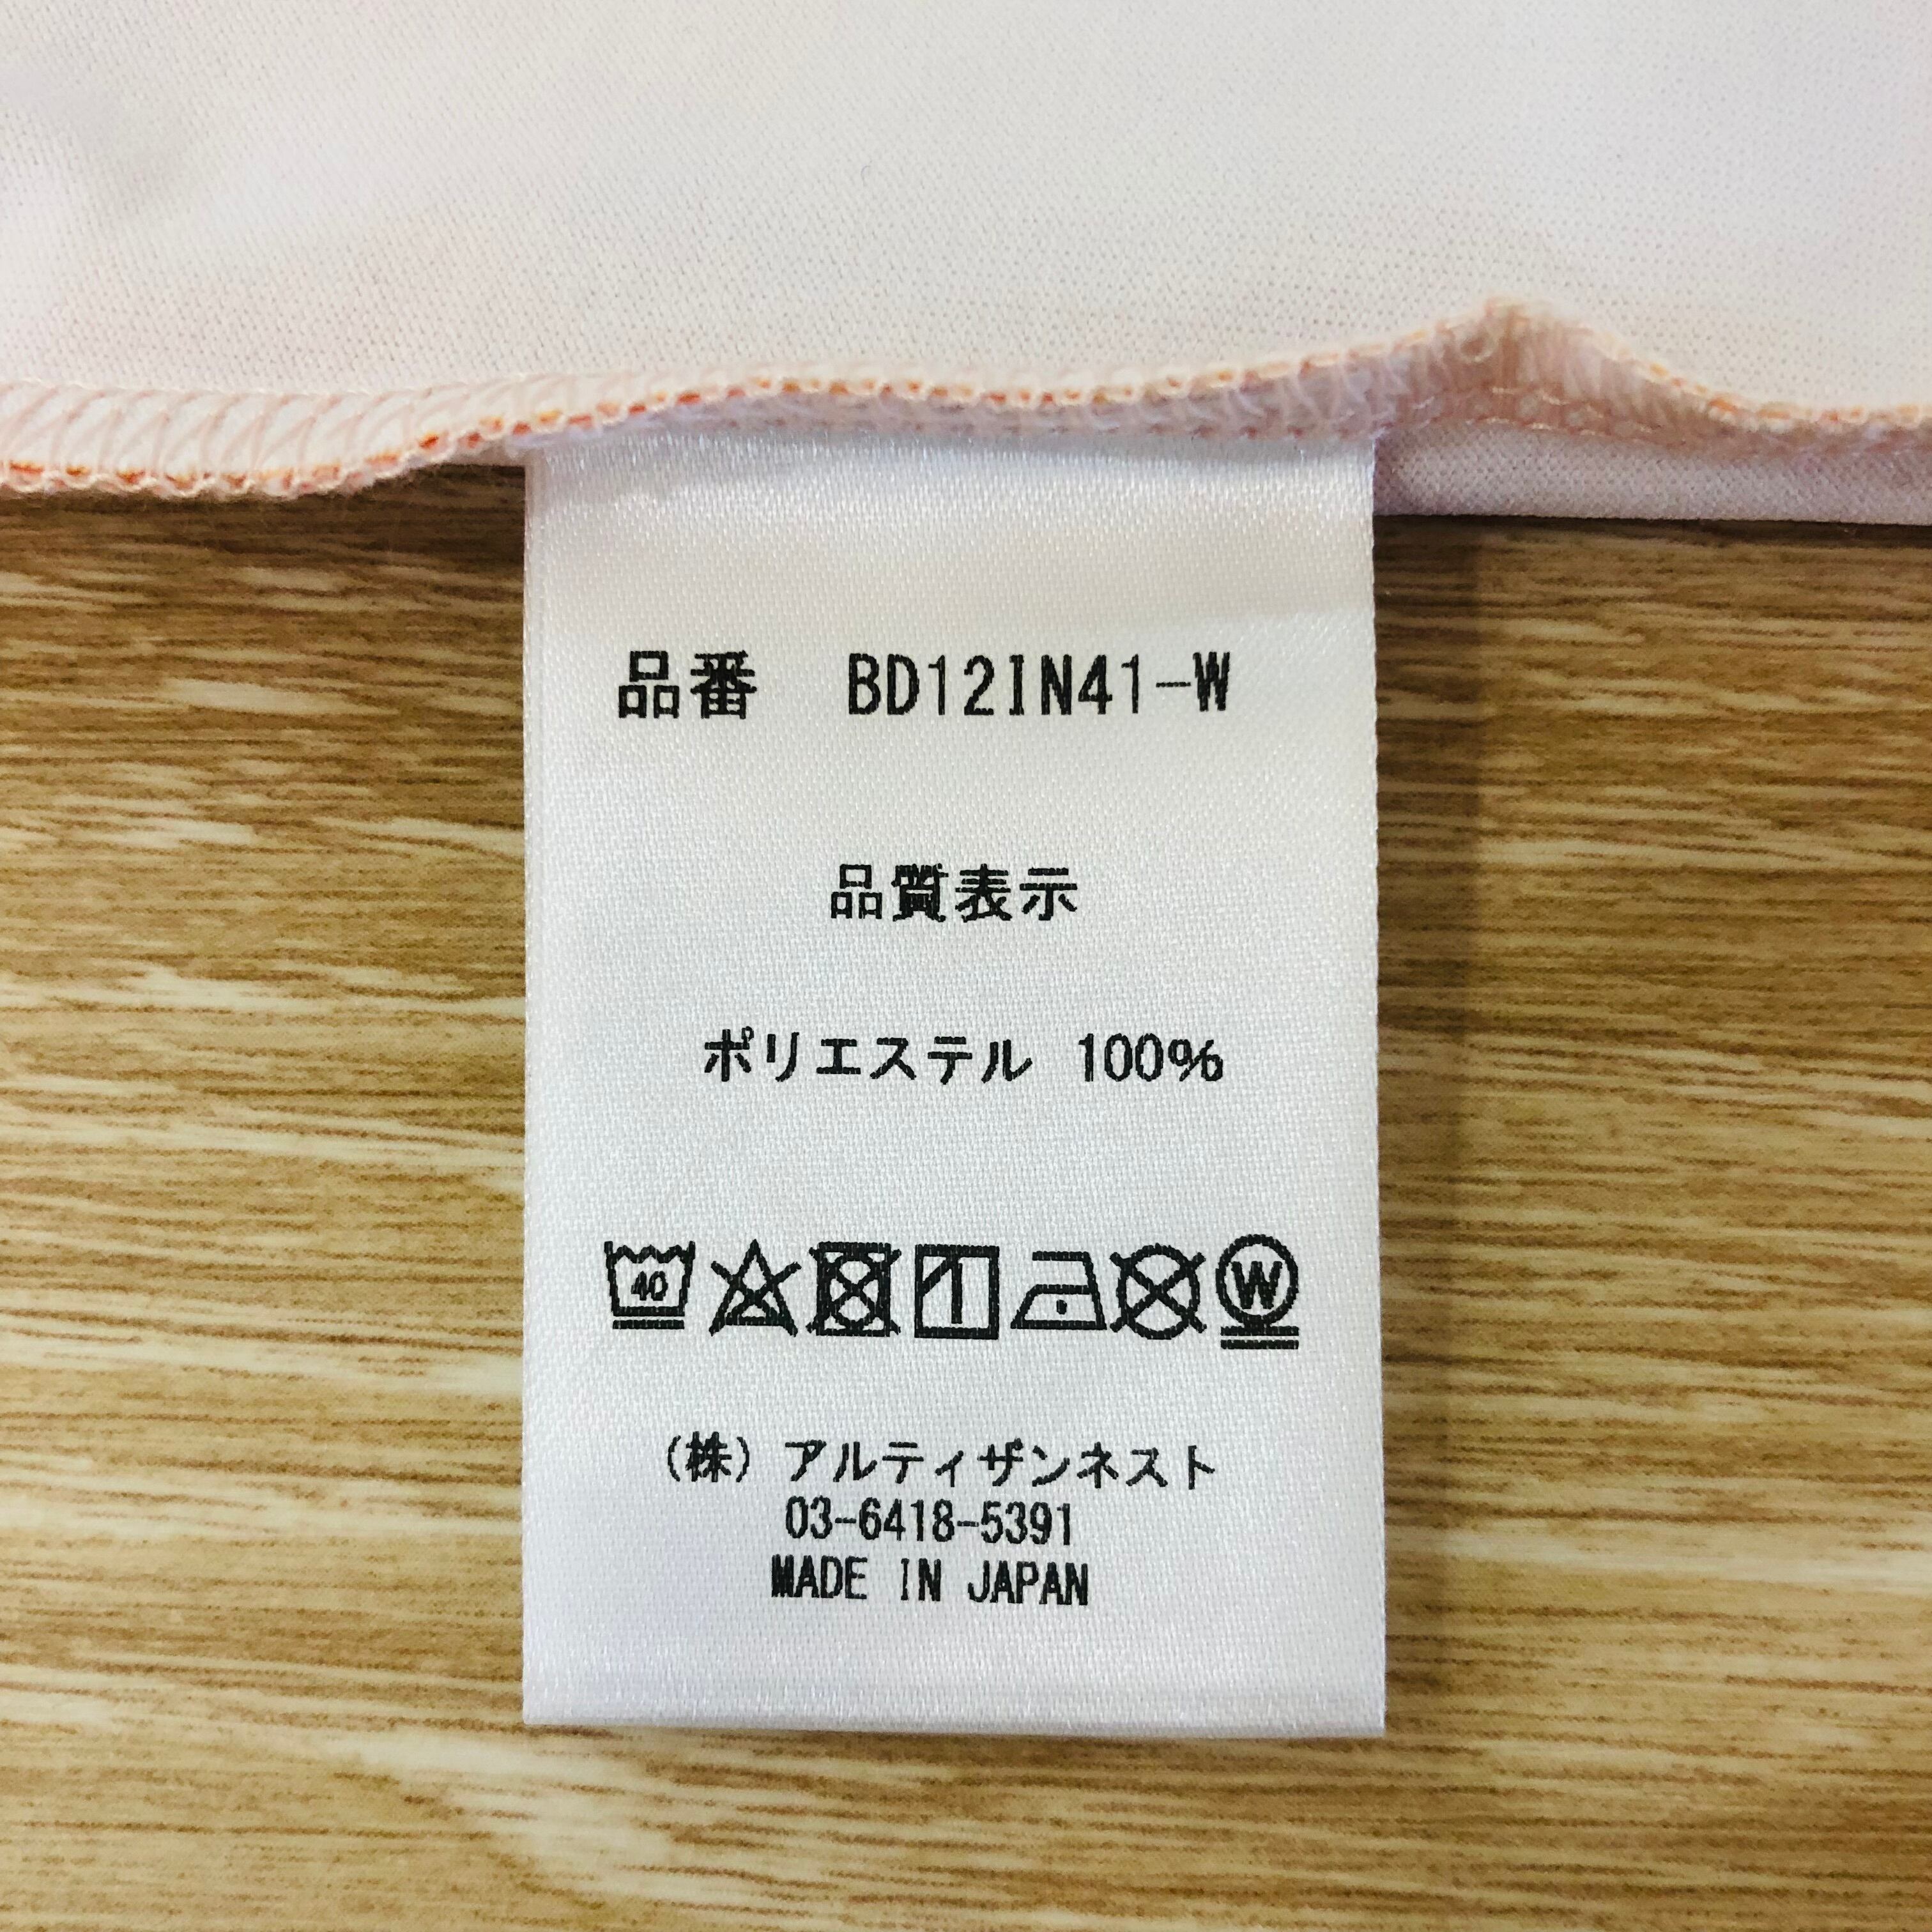 品番　BD12IN41-W
品質表示
ポリエステル 100%
40 W
(株) アルティザンネスト
03-6418-5391
MADE IN JAPAN